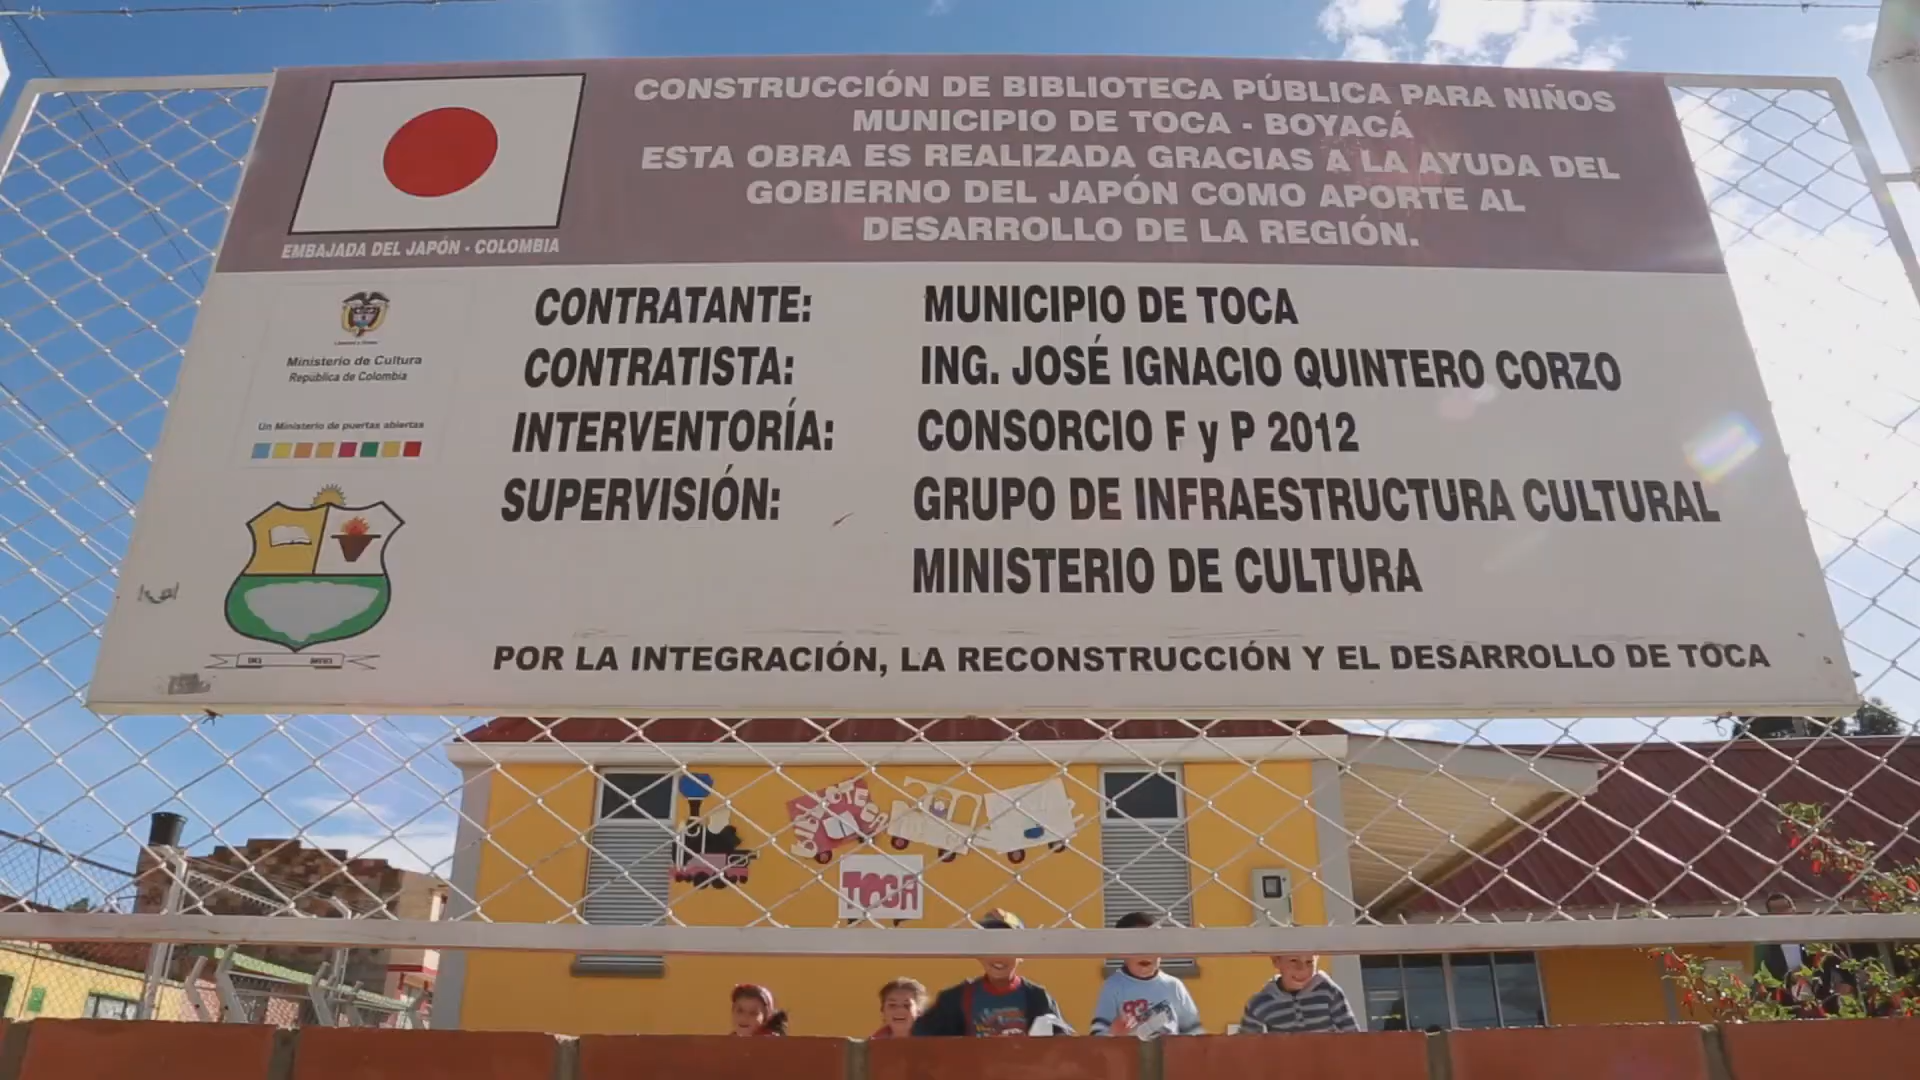 CONSTRUCCIÓN DE BIBLIOTECA PÚBLICA PARA NIÑOS
MUNICIPIO DE TOCA - BOYACÁ
ESTA OBRA ES REALIZADA GRACIAS A LA AYUDA DEL
GOBIERNO DEL JAPÓN COMO APORTE AL
DESARROLLO DE LA REGIÓN.
EMBAJADA DEL JAPÓN - COLOMBIA
Ministerio de Cultura
República de Colombia
Un Ministerio de puertas abiertas
CONTRATANTE: MUNICIPIO DE TOCA
CONTRATISTA: ING. JOSÉ IGNACIO QUINTERO CORZO
INTERVENTORÍA: CONSORCIO F y P 2012
SUPERVISIÓN: GRUPO DE INFRAESTRUCTURA CULTURAL
MINISTERIO DE CULTURA
POR LA INTEGRACIÓN, LA RECONSTRUCCIÓN Y EL DESARROLLO DE TOCA
BIBLIOTECA
TOCA